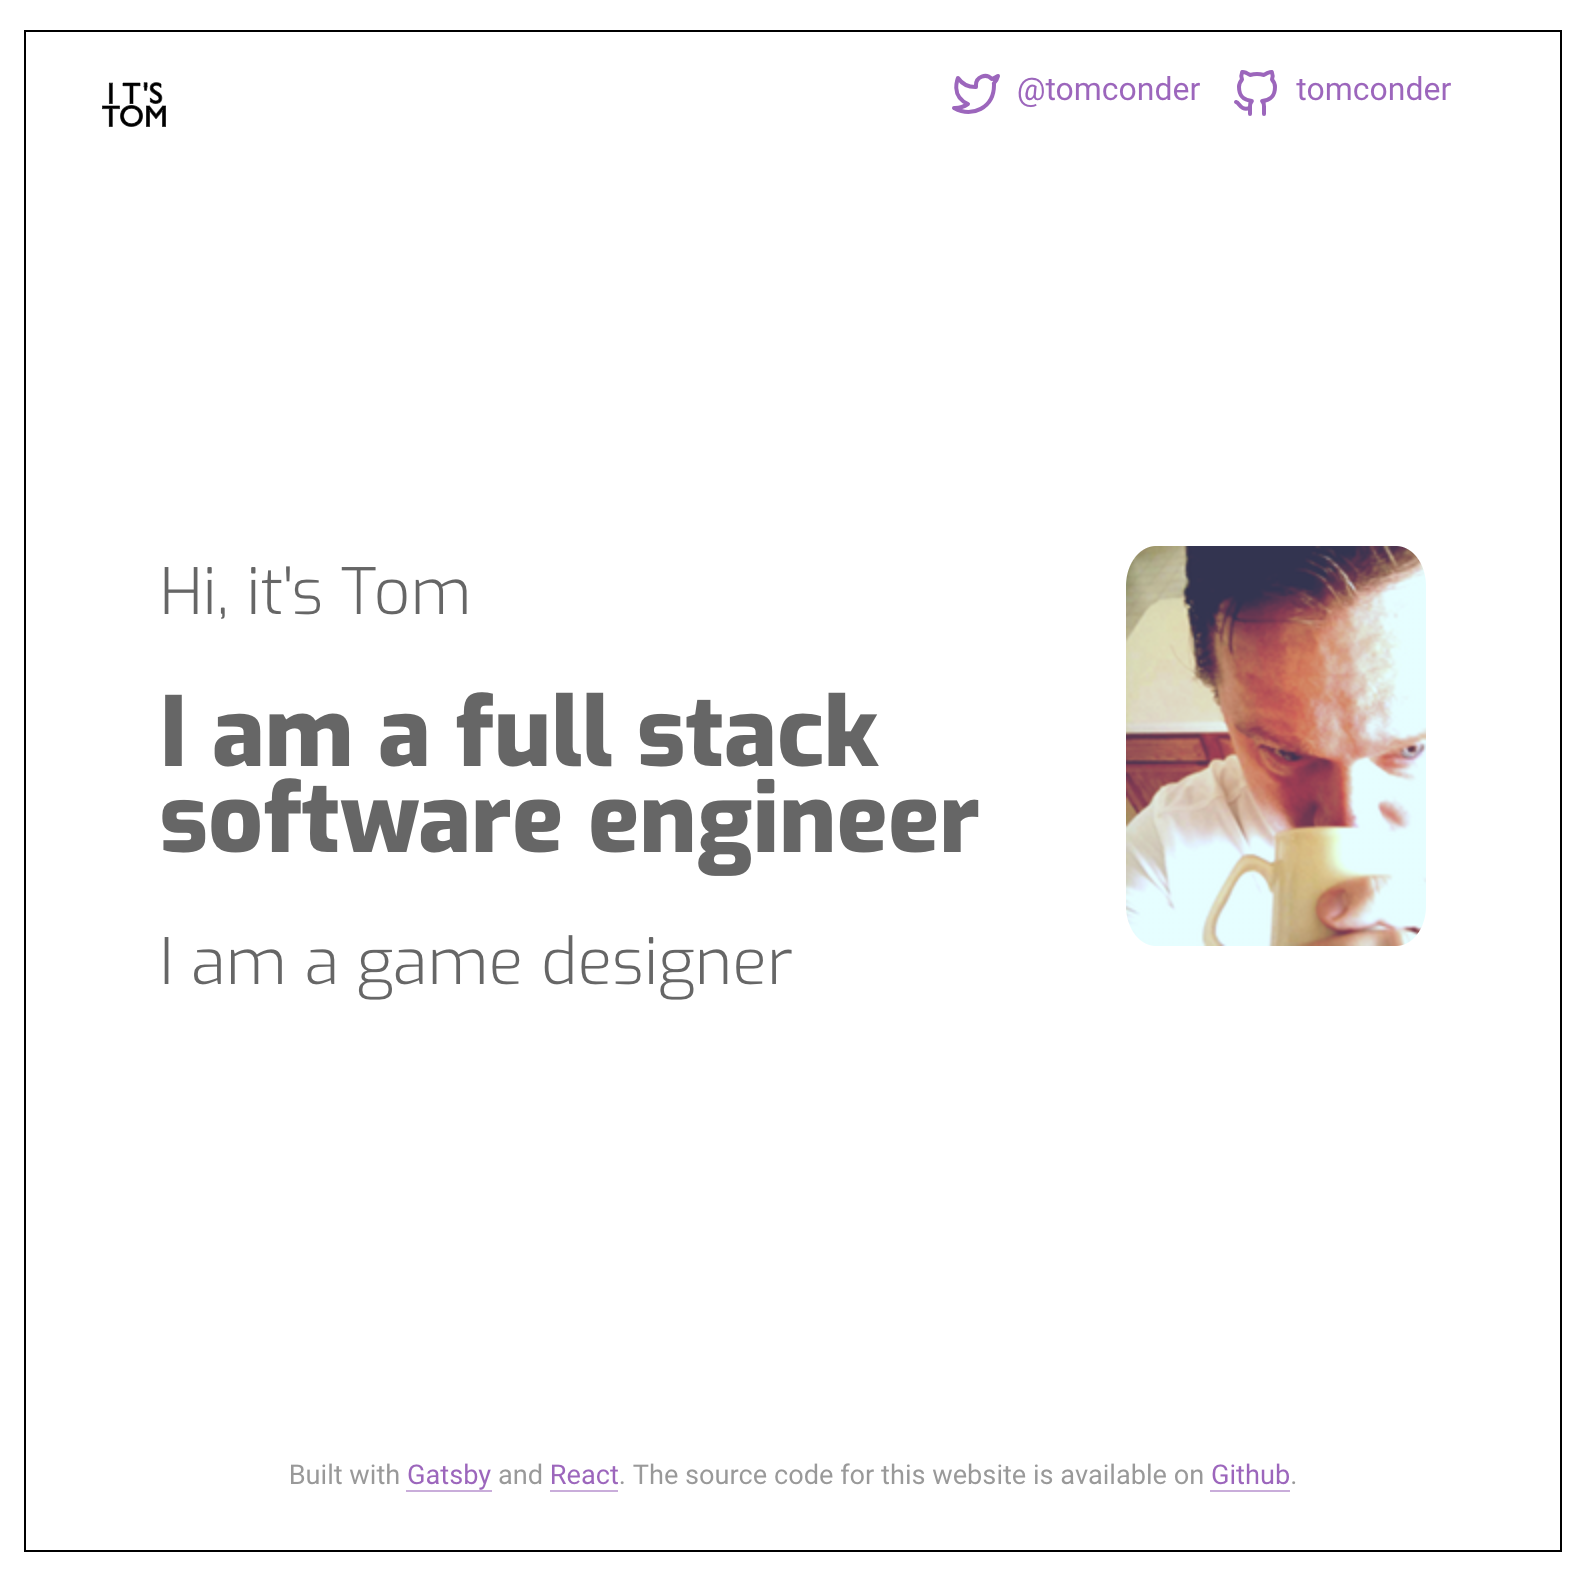 IT'S
TOM
@tomconder tomconder
Hi, it's Tom
I am a full stack
software engineer
I am a game designer
Built with Gatsby and React. The source code for this website is available on Github.